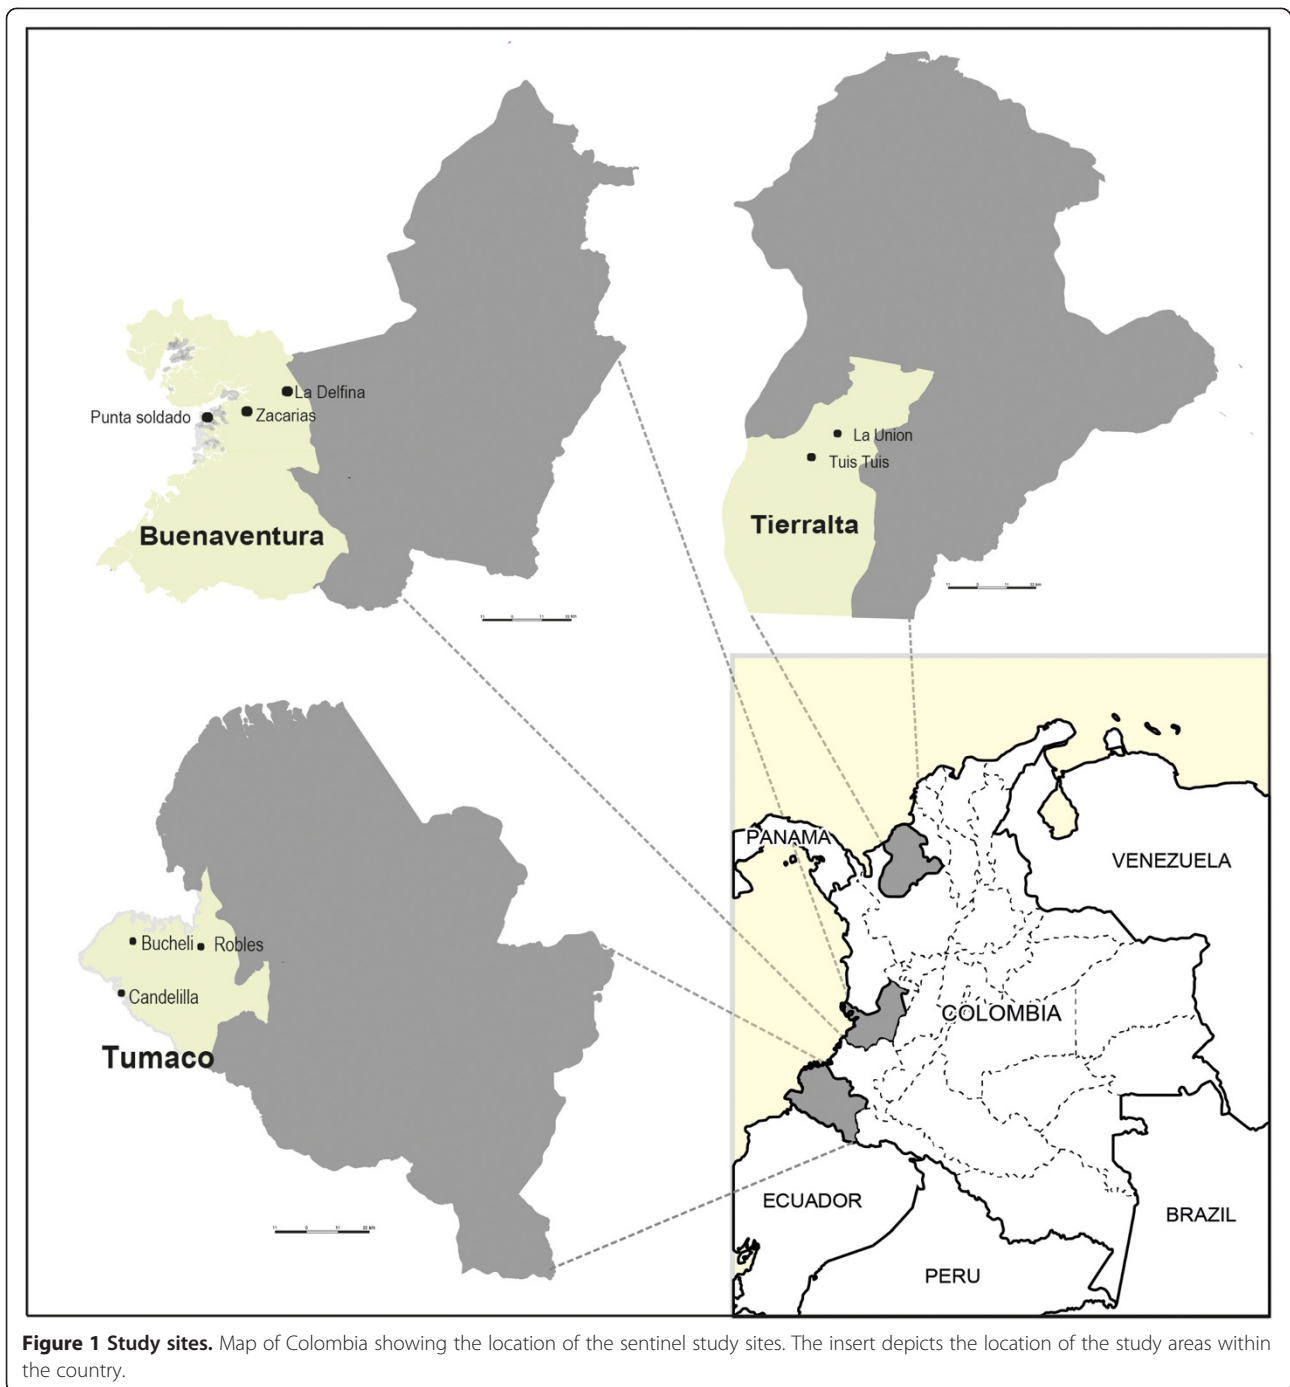 La Delfina
Punta soldado
Zacarias
Buenaventura
La Union
Tuis Tuis
Tierralta
Bucheli
Robles
Candelilla
Tumaco
PANAMA
VENEZUELA
COLOMBIA
ECUADOR
BRAZIL
PERU
Figure 1 Study sites. Map of Colombia showing the location of the sentinel study sites. The insert depicts the location of the study areas within
the country.